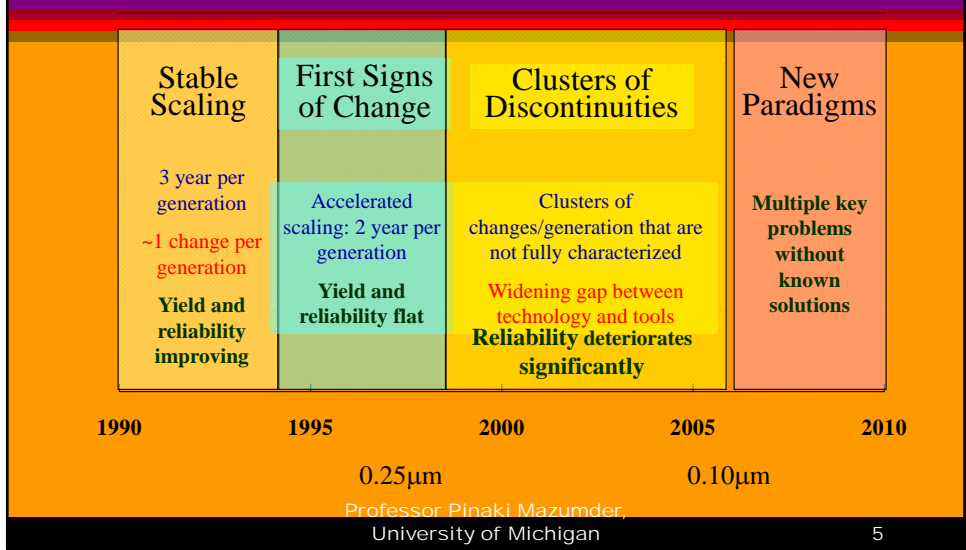 Stable
Scaling
3 year per
generation
~1 change per
generation
Yield and
reliability
improving
First Signs
of Change
Accelerated
scaling: 2 year per
generation
Yield and
reliability flat
Clusters of
Discontinuities
Clusters of
changes/generation that are
not fully characterized
Widening gap between
technology and tools
Reliability deteriorates
significantly
New
Paradigms
Multiple key
problems
without
known
solutions
1990 1995 2000 2005 2010
0.25μm 0.10μm
Professor Pinaki Mazumder,
University of Michigan
5